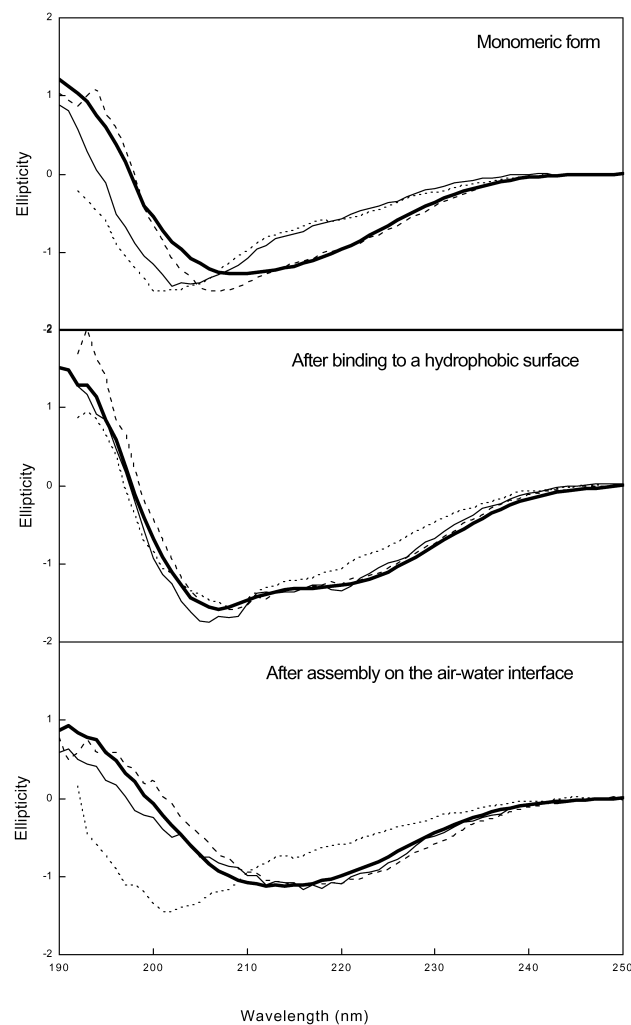 2
Monomeric form
1
0
-1
Ellipticity
-2
2
After binding to a hydrophobic surface
1
0
-1
Ellipticity
-2
After assembly on the air-water interface
1
0
-1
Ellipticity
-2
190 200 210 220 230 240 250
Wavelength (nm)